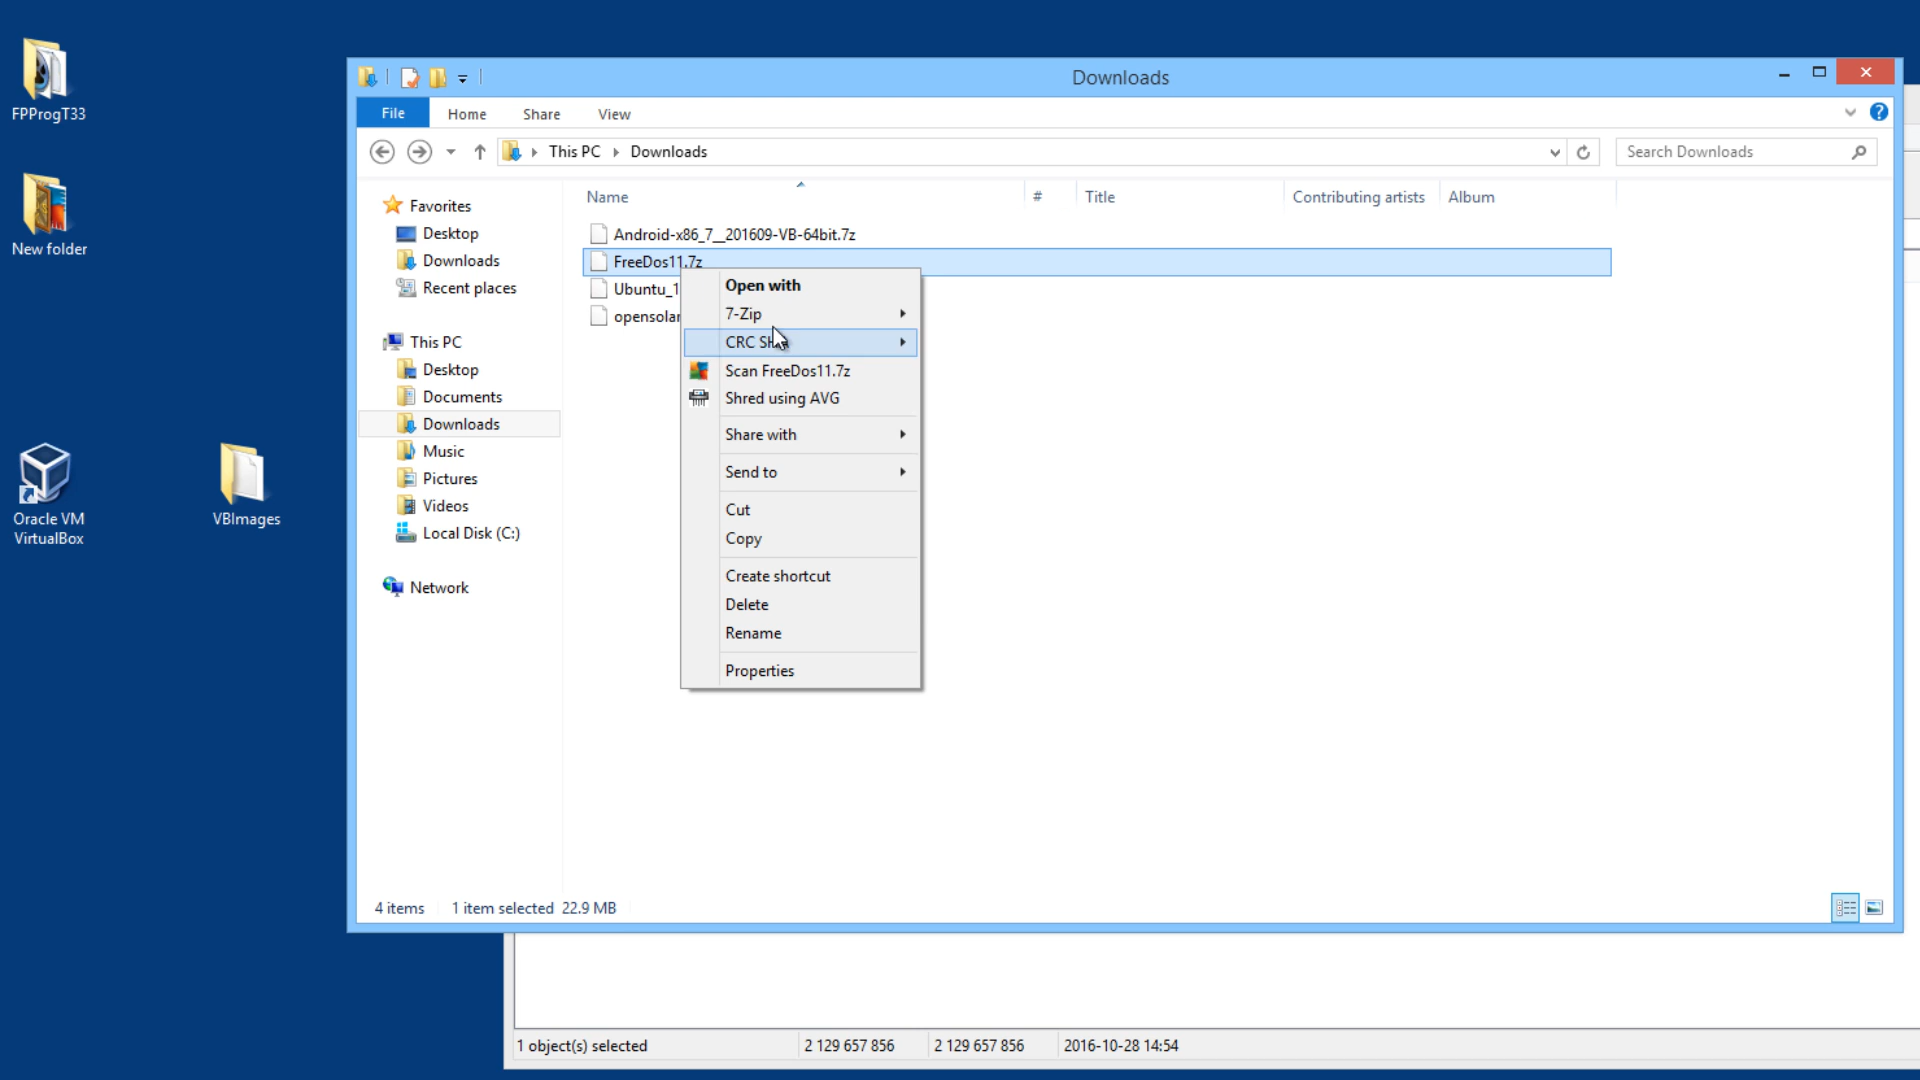 FPProgT33
New folder
Oracle VM
VirtualBox
VBImages
Downloads
File
Home
Share
View
This PC
Downloads
Search Downloads
Favorites
Desktop
Downloads
Recent places
This PC
Desktop
Documents
Downloads
Music
Pictures
Videos
Local Disk (C:)
Network
Name
#
Title
Contributing artists
Album
Android-x86_7__201609-VB-64bit.7z
FreeDos11.7z
Ubuntu_1
opensolar
Open with
7-Zip
CRC SHA
Scan FreeDos11.7z
Shred using AVG
Share with
Send to
Cut
Copy
Create shortcut
Delete
Rename
Properties
4 items
1 item selected 22.9 MB
1 object(s) selected
2 129 657 856
2 129 657 856
2016-10-28 14:54